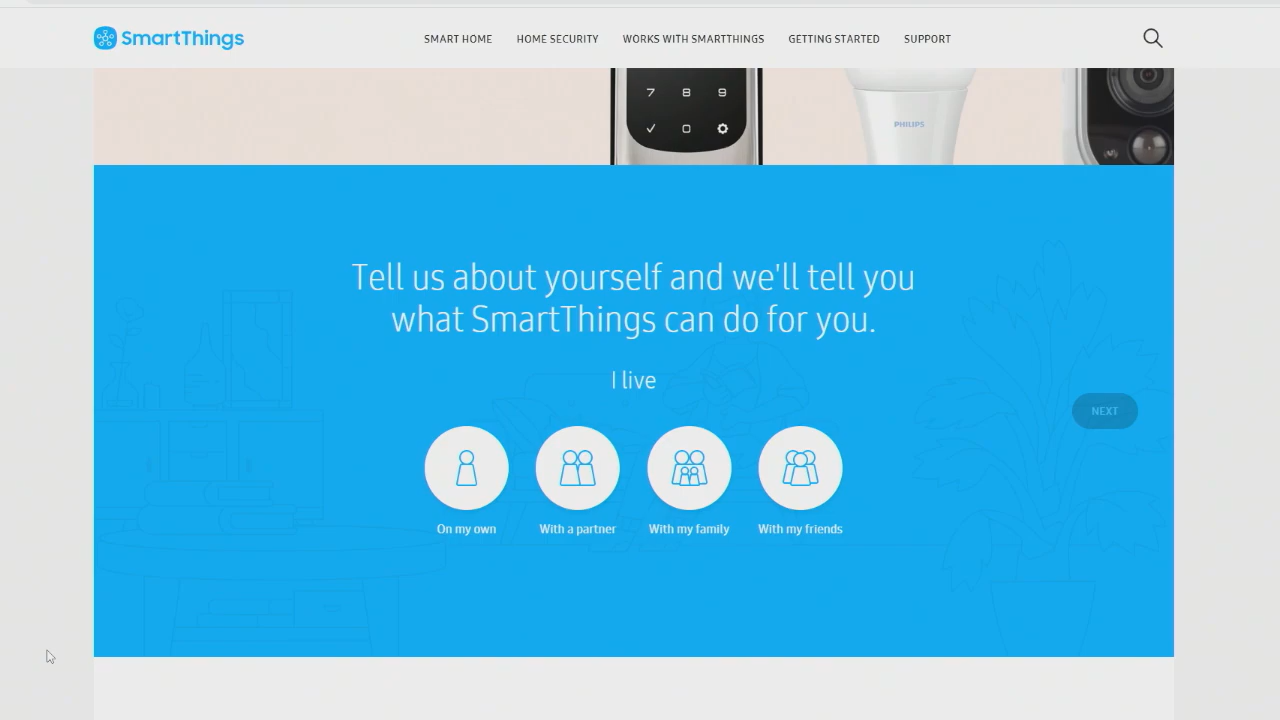 SmartThings
SMART HOME
HOME SECURITY
WORKS WITH SMARTTHINGS
GETTING STARTED
SUPPORT
7 8 9
PHILIPS
Tell us about yourself and we'll tell you
what SmartThings can do for you.
I live
NEXT
On my own
With a partner
With my family
With my friends